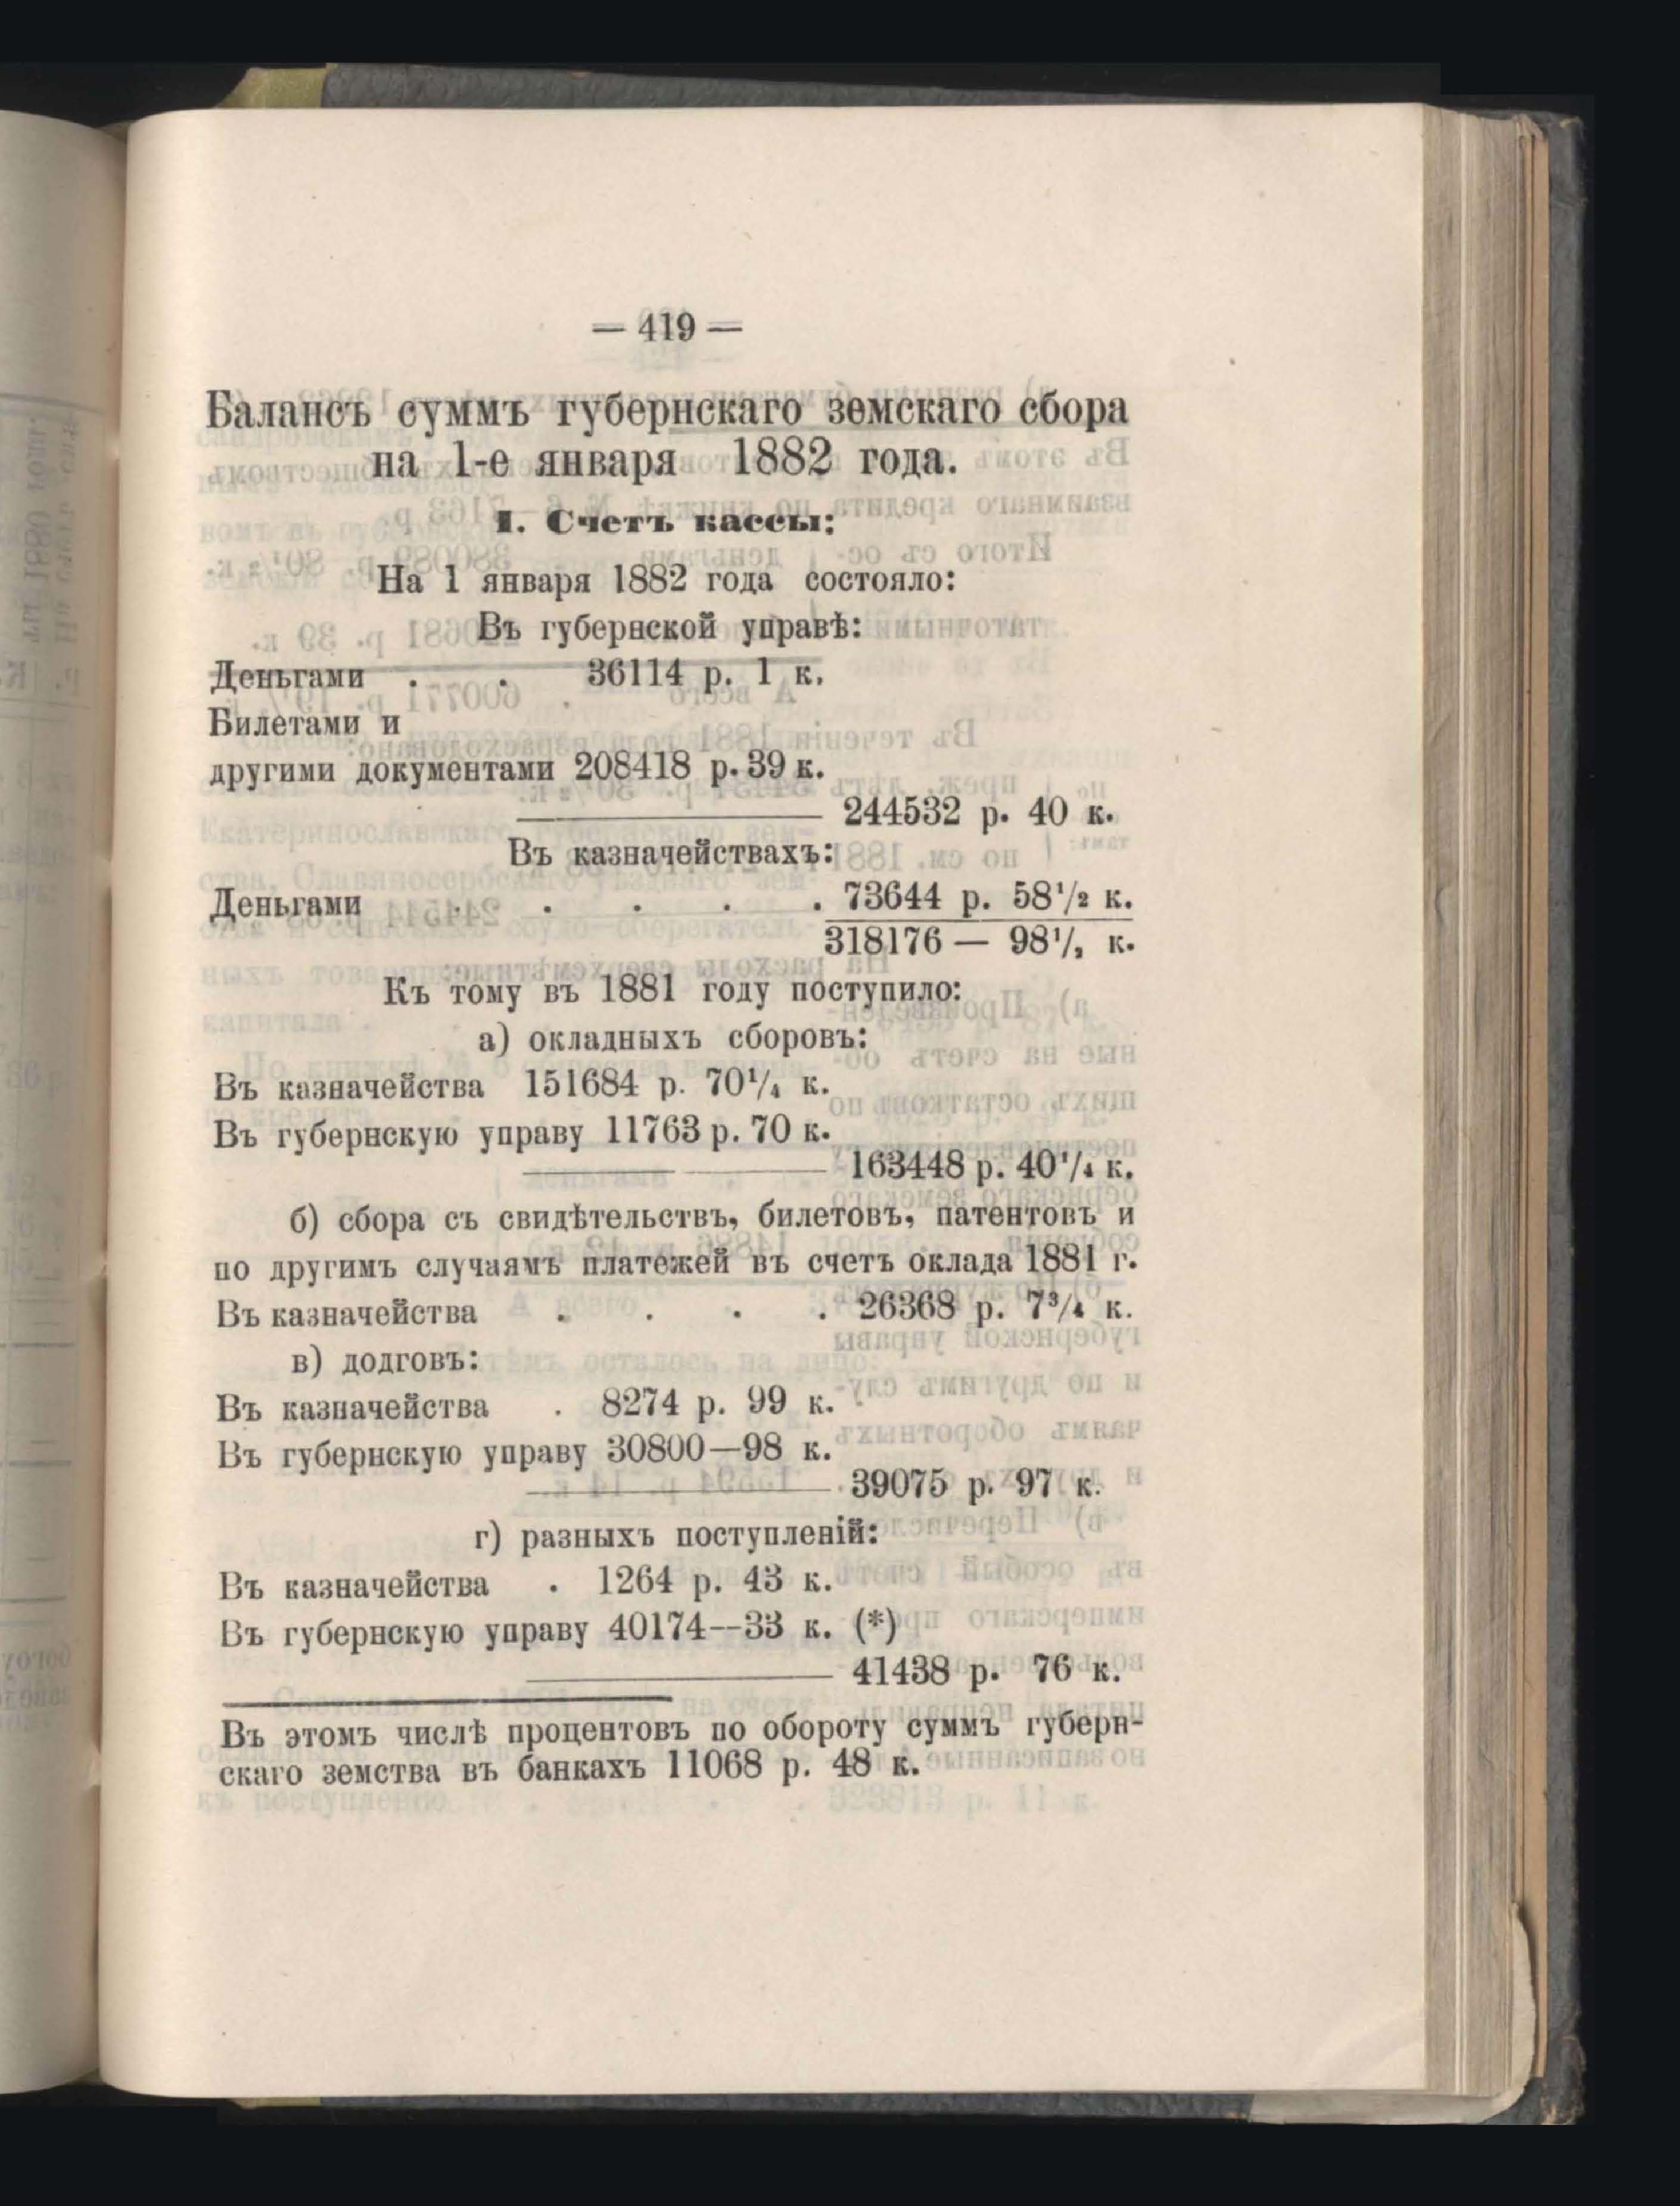 — 419 —
Балансъ суммъ губернскаго земскаго сбора
на 1-е января 1882 года.
I. Счетъ кассы:
На 1 января 1882 года состояло:
Въ губернской управѣ:
Деньгами . . 36114 р. 1 к.
Билетами и
другими документами 208418 р. 39 к.
244532 р. 40 к.
Въ казначействахъ:
Деньгами . . . . . 73644 р. 58¹/₂ к.
318176 — 98¹/₂ к.
Къ тому въ 1881 году поступило:
а) окладныхъ сборовъ:
Въ казначейства 151684 р. 70¹/₄ к.
Въ губернскую управу 11763 р. 70 к.
163448 р. 40¹/₄ к.
б) сбора съ свидѣтельствъ, билетовъ, патентовъ и
по другимъ случаямъ платежей въ счетъ оклада 1881 г.
Въ казначейства . . . . 26368 р. 7³/₄ к.
в) долговъ:
Въ казначейства . 8274 р. 99 к.
Въ губернскую управу 30800—98 к.
39075 р. 97 к.
г) разныхъ поступленій:
Въ казначейства . 1264 р. 43 к.
Въ губернскую управу 40174—33 к. (*)
41438 р. 76 к.
Въ этомъ числѣ процентовъ по обороту суммъ губерн-
скаго земства въ банкахъ 11068 р. 48 к.